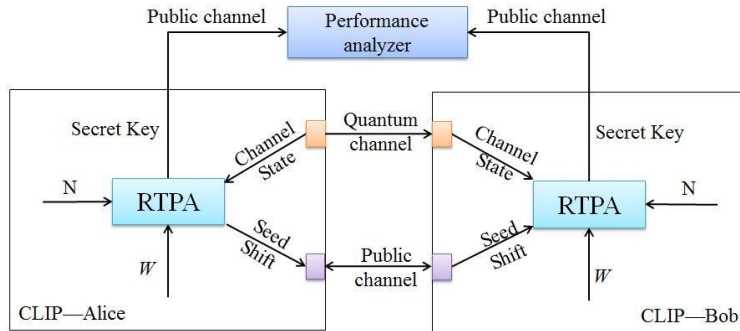 Public channel
Performance
analyzer
Public channel
Secret Key
Channel
State
Quantum
channel
Channel
State
Secret Key
N
RTPA
RTPA
N
W
Seed
Shift
Public
channel
Seed
Shift
W
CLIP—Alice
CLIP—Bob